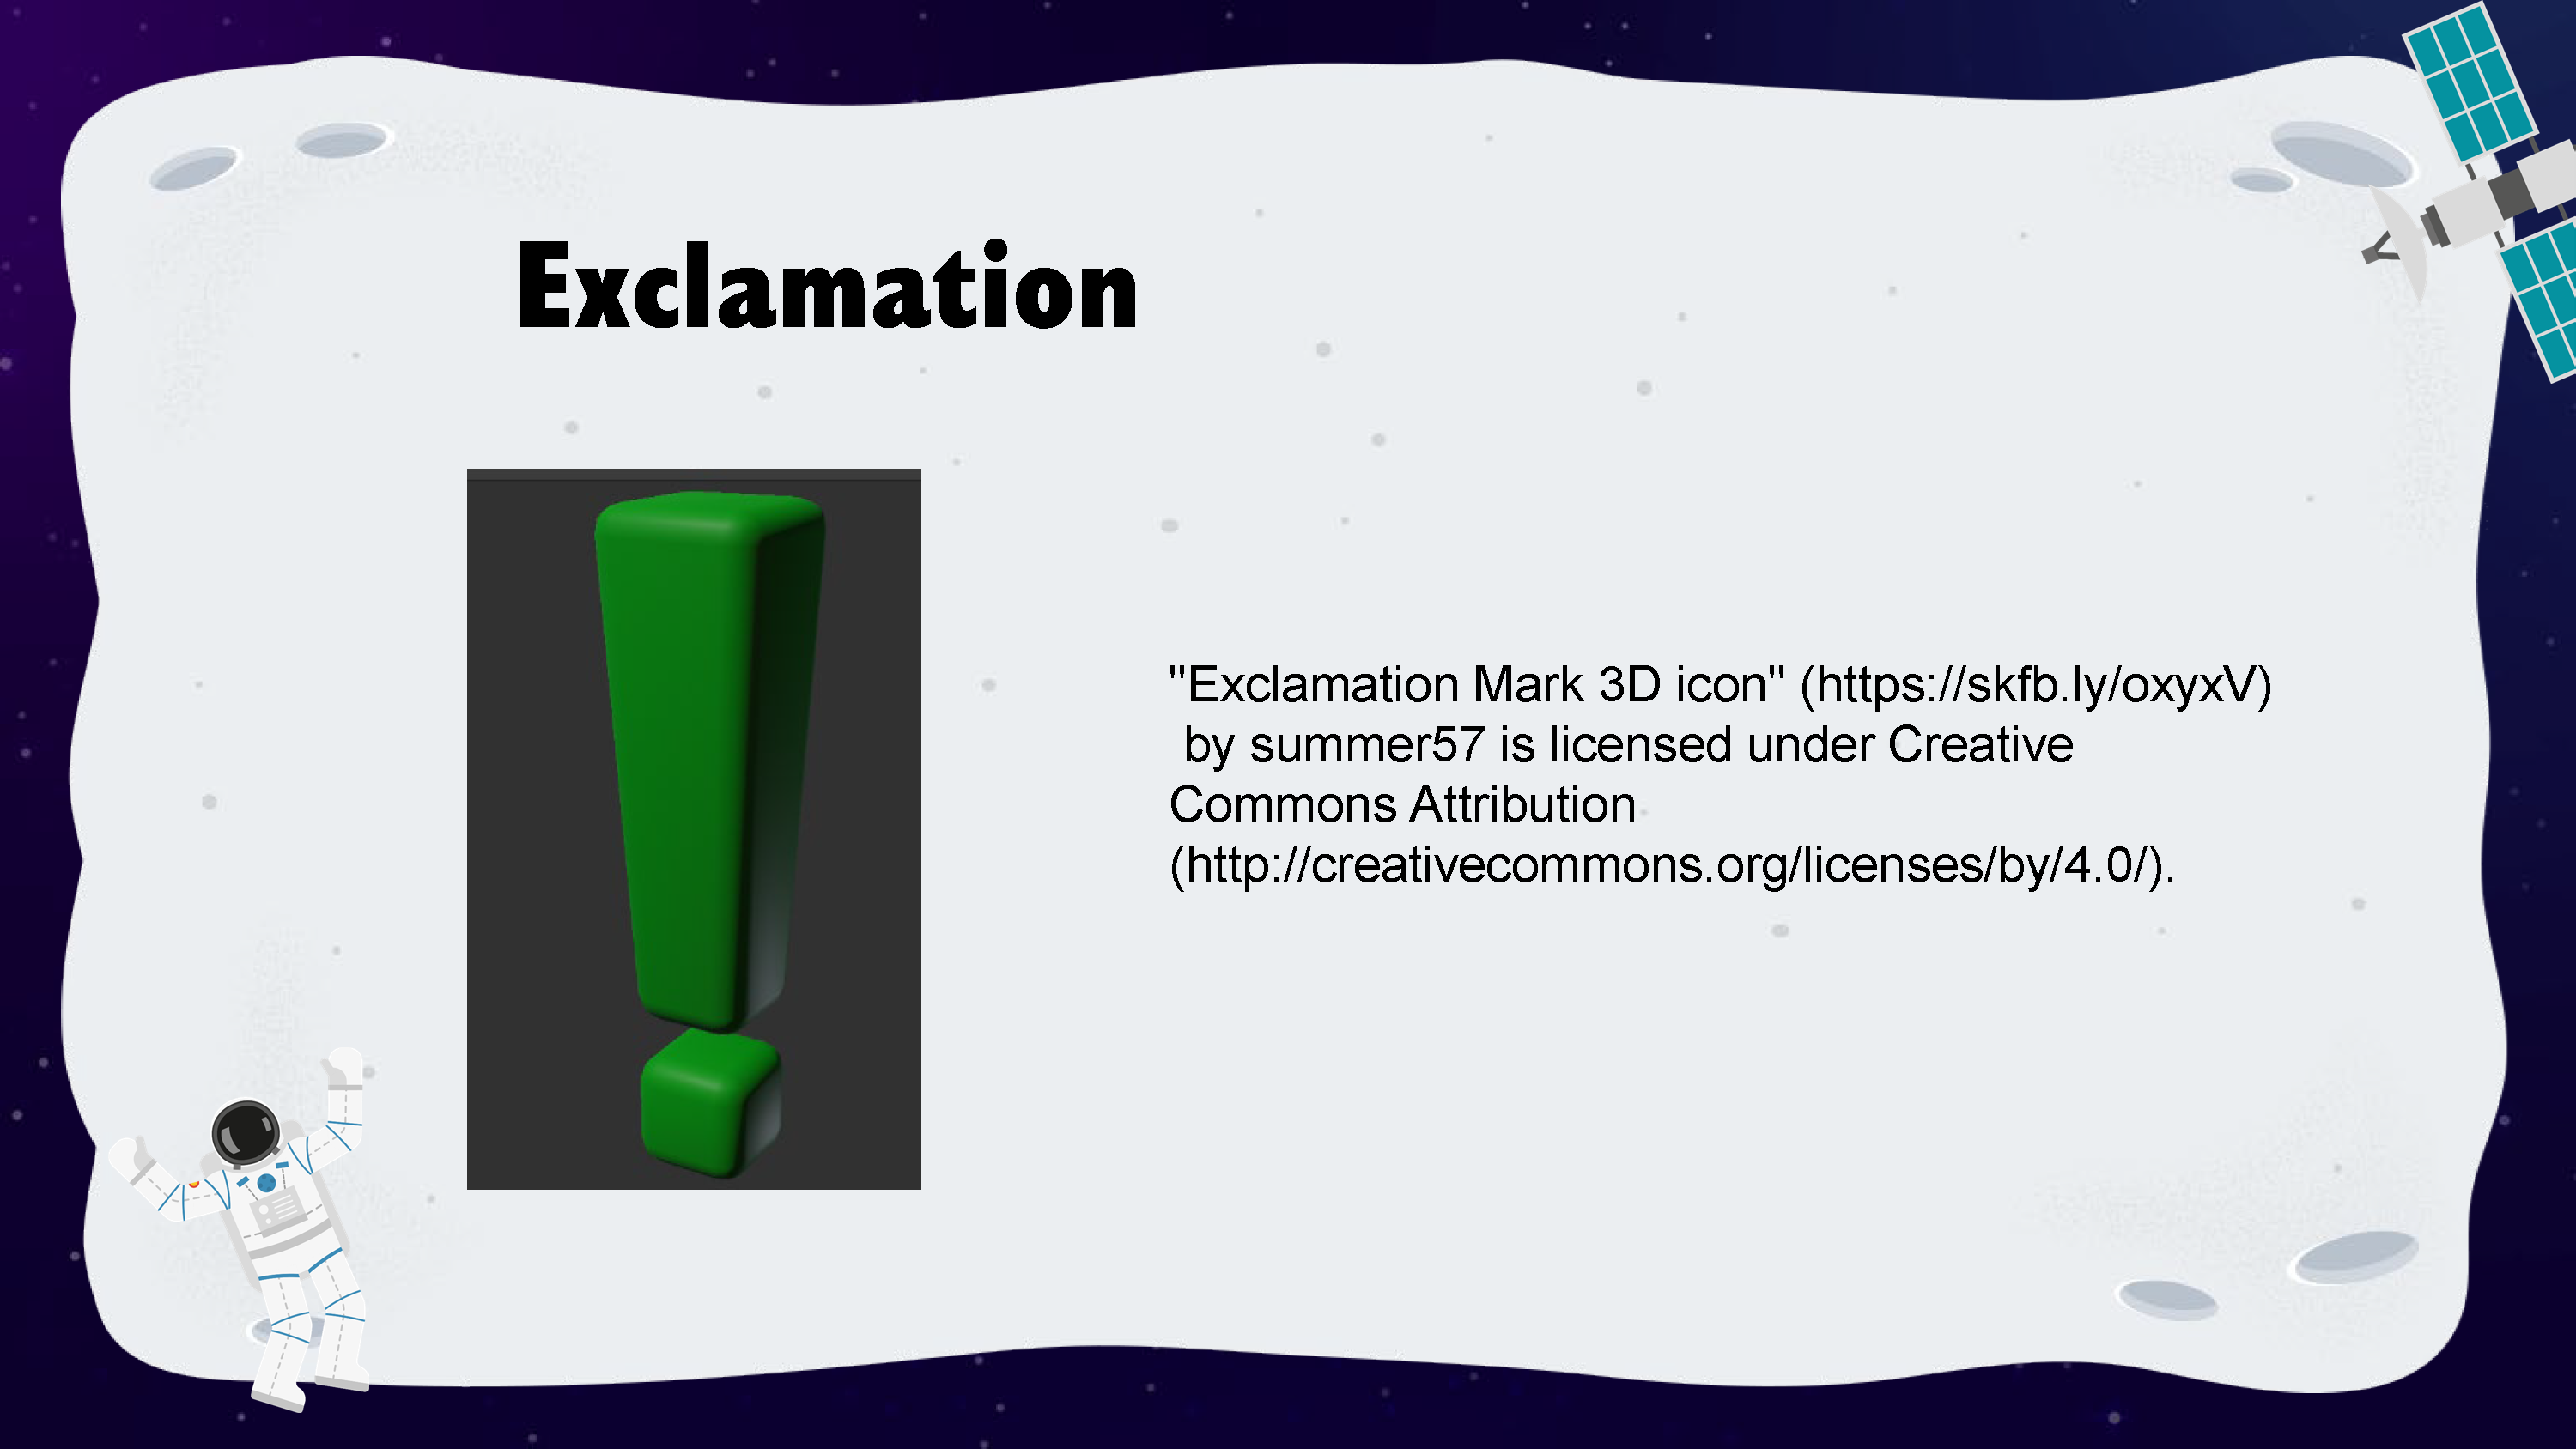 Exclamation
"Exclamation Mark 3D icon" (https://skfb.ly/oxyxV)
by summer57 is licensed under Creative
Commons Attribution
(http://creativecommons.org/licenses/by/4.0/).